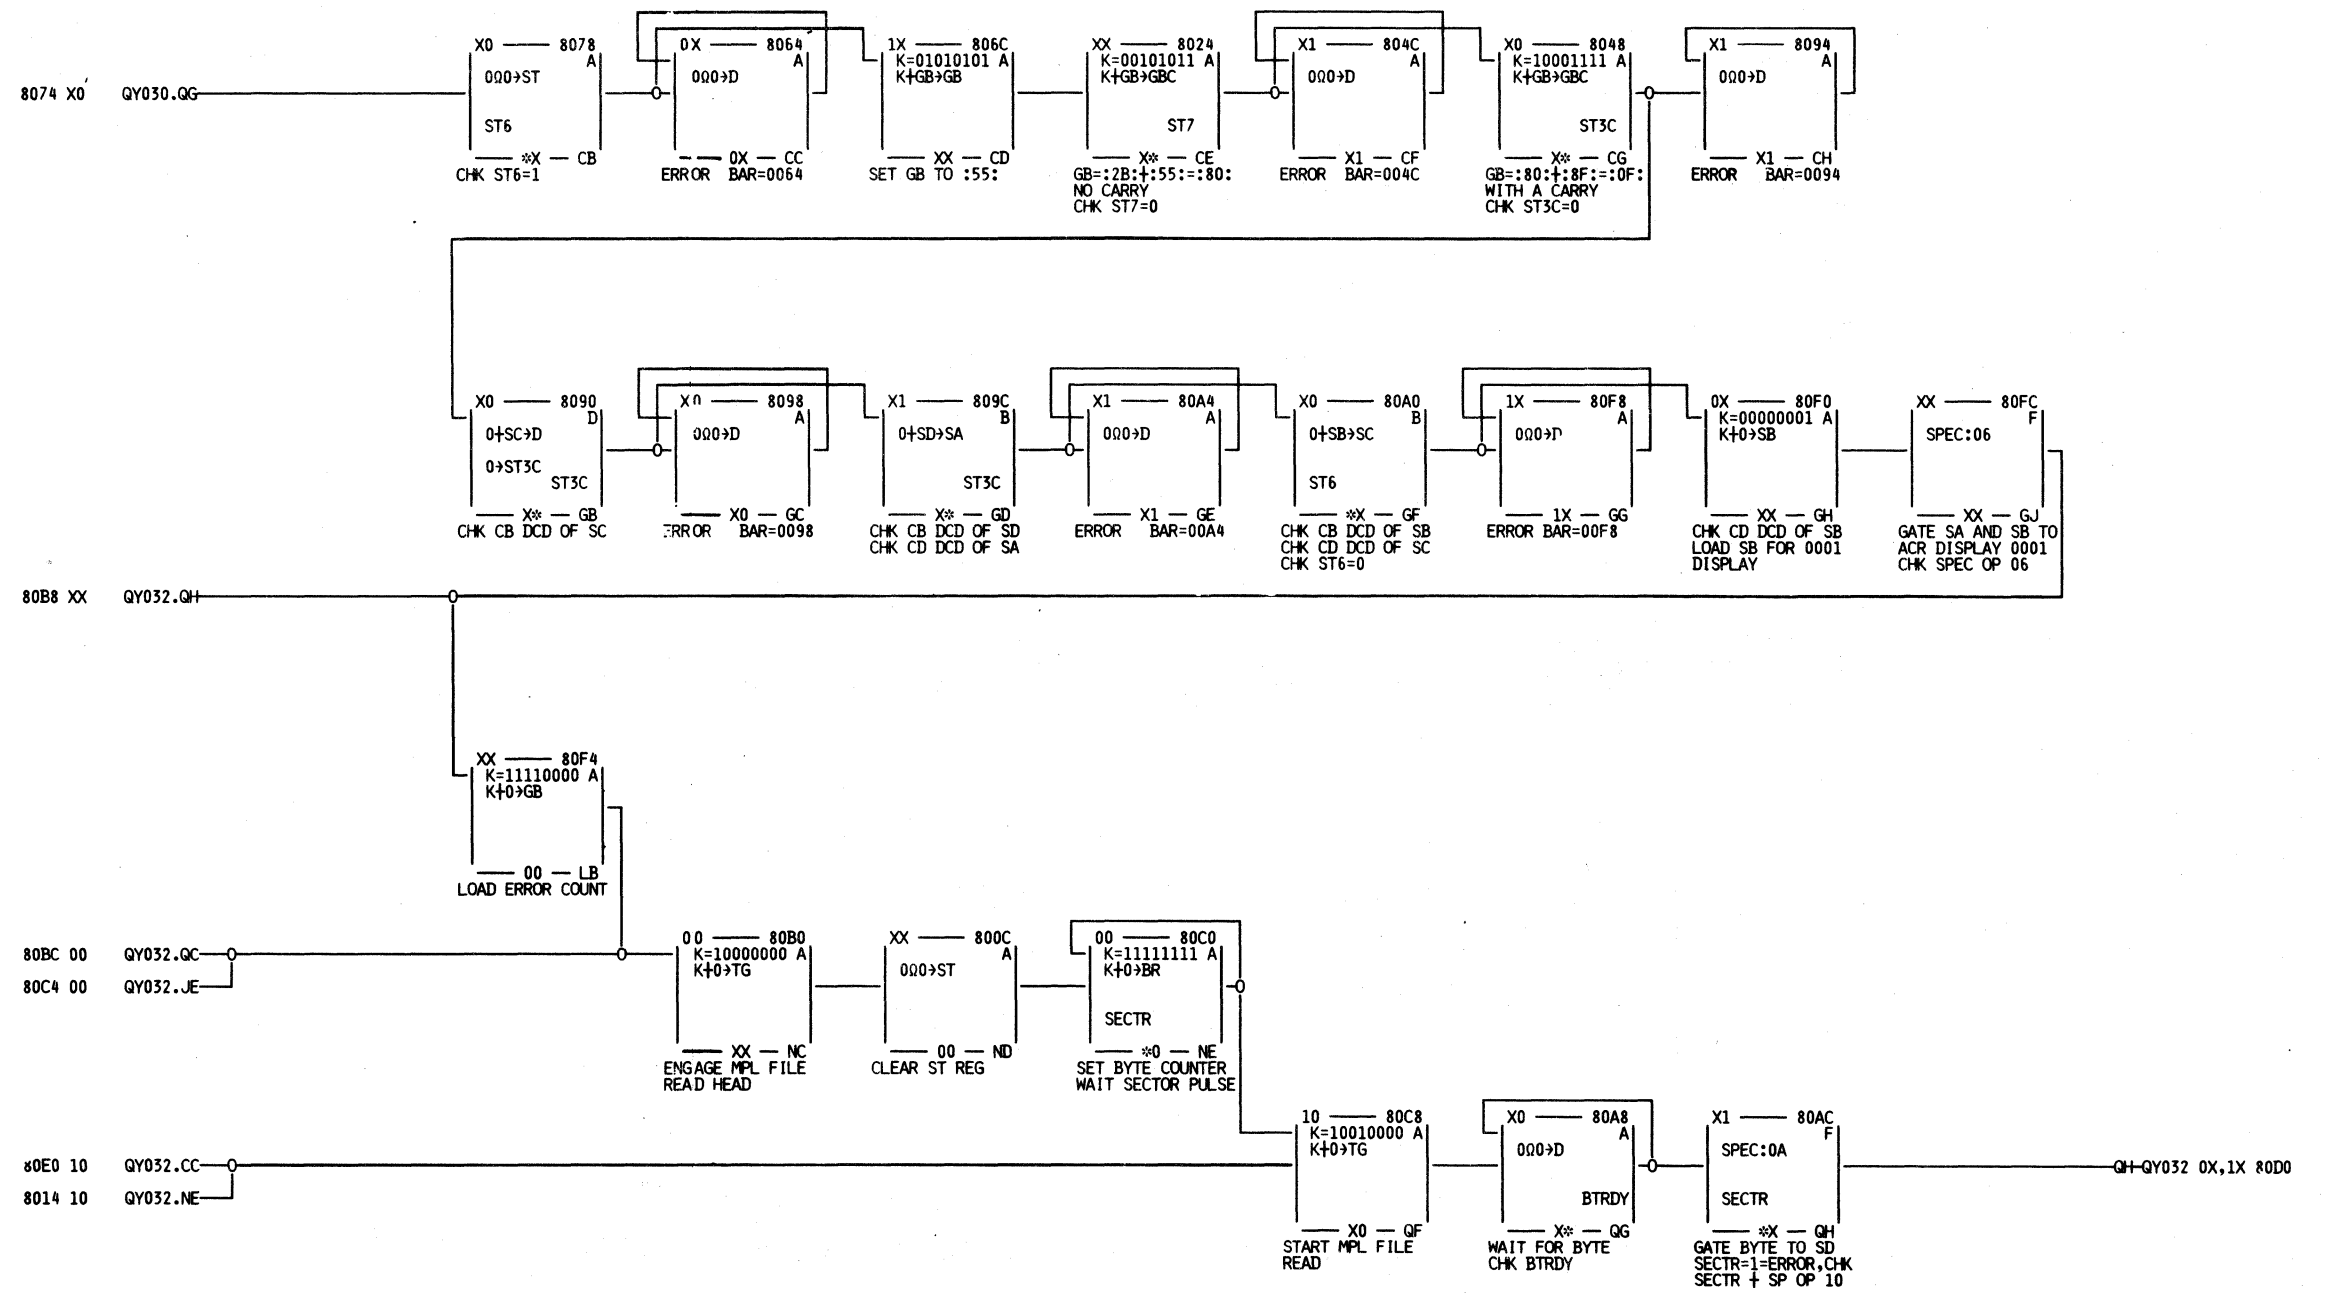 8074 X0 QY030.QG
X0 8078
A
0Ω0→ST
ST6
*X CB
CHK ST6=1
0X 8064
A
0Ω0→D
0X CC
ERROR BAR=0064
1X 806C
K=01010101 A
K+GB→GB
XX CD
SET GB TO :55:
XX 8024
K=00101011 A
K+GB→GBC
ST7
X* CE
GB=:2B:+:55:=:80:
NO CARRY
CHK ST7=0
X1 804C
A
0Ω0→D
X1 CF
ERROR BAR=004C
X0 8048
K=10001111 A
K+GB→GBC
ST3C
X* CG
GB=:80:+:8F:=:0F:
WITH A CARRY
CHK ST3C=0
X1 8094
A
0Ω0→D
X1 CH
ERROR BAR=0094
X0 8090
D
0+SC→D
0→ST3C
ST3C
X* GB
CHK CB DCD OF SC
X0 8098
A
0Ω0→D
X0 GC
ERROR BAR=0098
X1 809C
B
0+SD→SA
ST3C
X* GD
CHK CB DCD OF SD
CHK CD DCD OF SA
X1 80A4
A
0Ω0→D
X1 GE
ERROR BAR=00A4
X0 80A0
B
0+SB→SC
ST6
*X GF
CHK CB DCD OF SB
CHK CD DCD OF SC
CHK ST6=0
1X 80F8
A
0Ω0→D
1X GG
ERROR BAR=00F8
0X 80F0
K=00000001 A
K+0→SB
XX GH
CHK CD DCD OF SB
LOAD SB FOR 0001
DISPLAY
XX 80FC
F
SPEC:06
XX GJ
GATE SA AND SB TO
ACR DISPLAY 0001
CHK SPEC OP 06
80B8 XX QY032.QH
XX 80F4
K=11110000 A
K+0→GB
00 LB
LOAD ERROR COUNT
80BC 00 QY032.QC
80C4 00 QY032.JE
00 80B0
K=10000000 A
K+0→TG
XX NC
ENGAGE MPL FILE
READ HEAD
XX 800C
A
0Ω0→ST
00 ND
CLEAR ST REG
00 80C0
K=11111111 A
K+0→BR
SECTR
*0 NE
SET BYTE COUNTER
WAIT SECTOR PULSE
80E0 10 QY032.CC
8014 10 QY032.NE
10 80C8
K=10010000 A
K+0→TG
X0 QF
START MPL FILE
READ
X0 80A8
A
0Ω0→D
BTRDY
X* QG
WAIT FOR BYTE
CHK BTRDY
X1 80AC
F
SPEC:0A
SECTR
*X QH
GATE BYTE TO SD
SECTR=1=ERROR,CHK
SECTR + SP OP 10
QH QY032 0X,1X 80D0